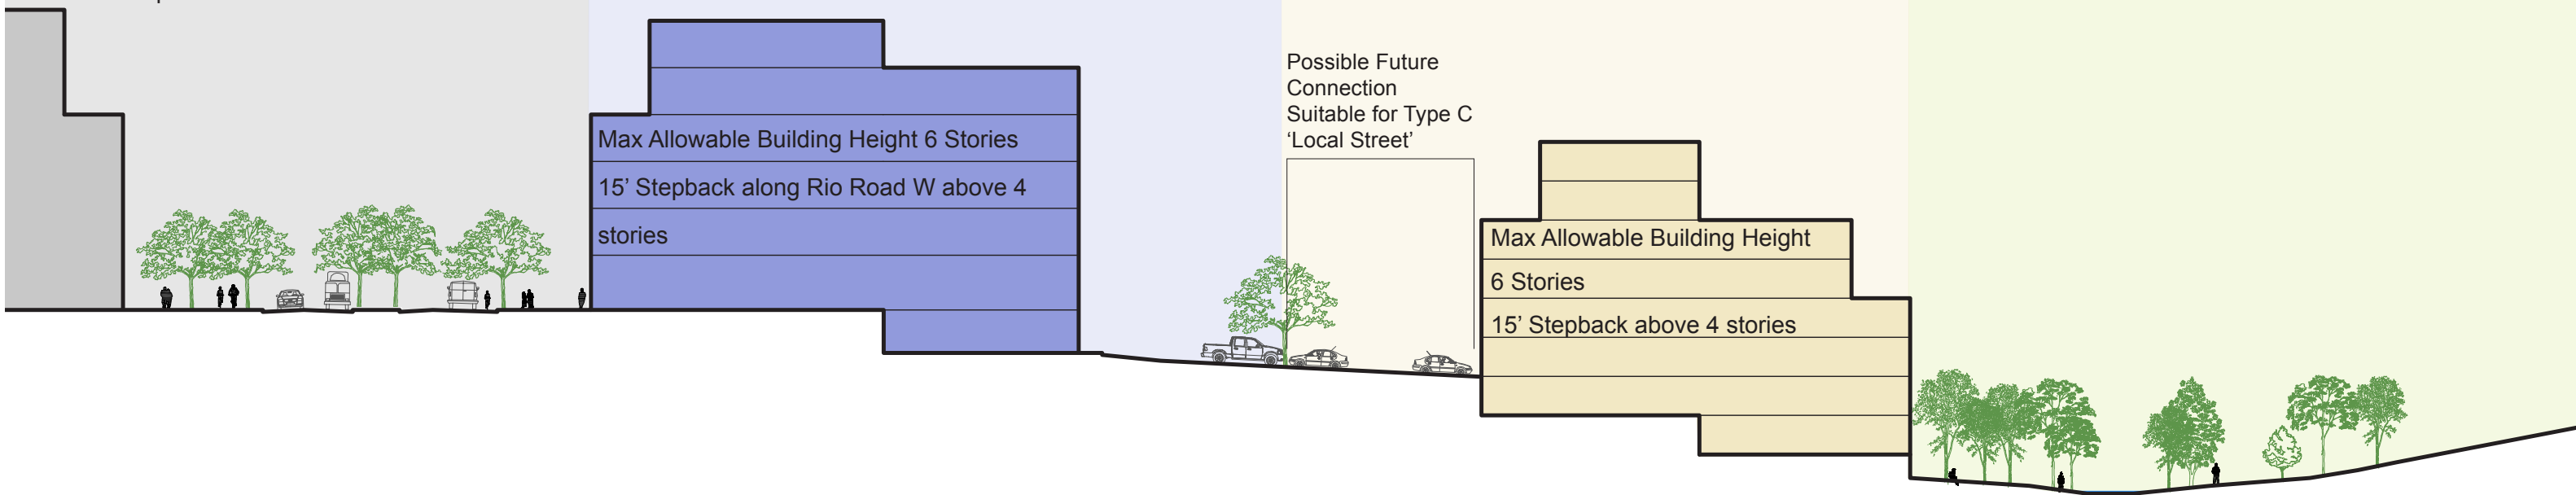 Max Allowable Building Height 6 Stories
15’ Stepback along Rio Road W above 4
stories
Possible Future
Connection
Suitable for Type C
‘Local Street’
Max Allowable Building Height
6 Stories
15’ Stepback above 4 stories